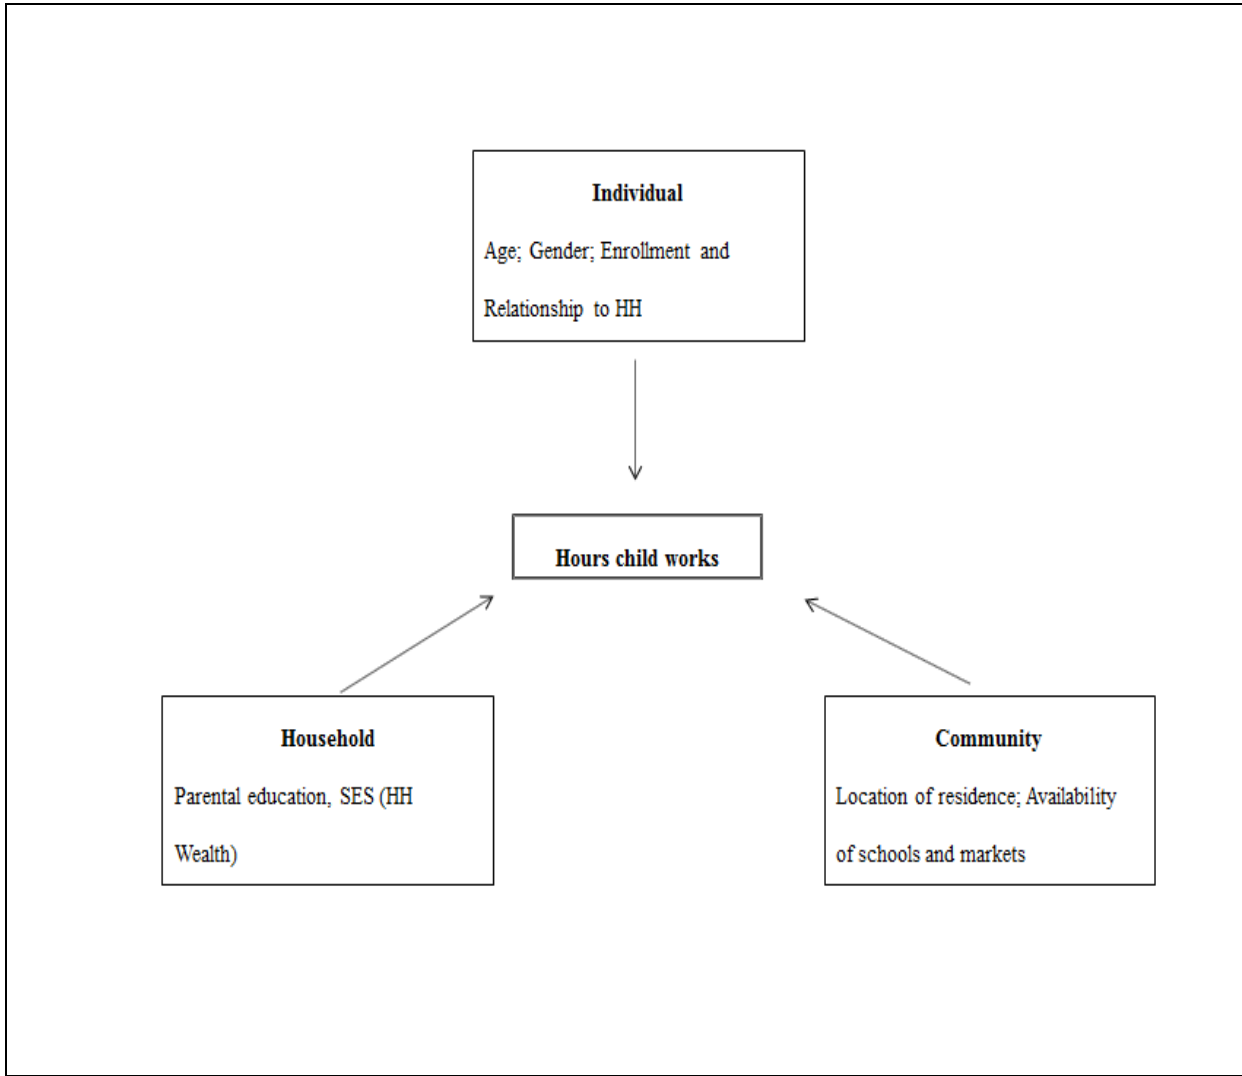 Individual
Age; Gender; Enrollment and
Relationship to HH
Hours child works
Household
Parental education, SES (HH
Wealth)
Community
Location of residence; Availability
of schools and markets